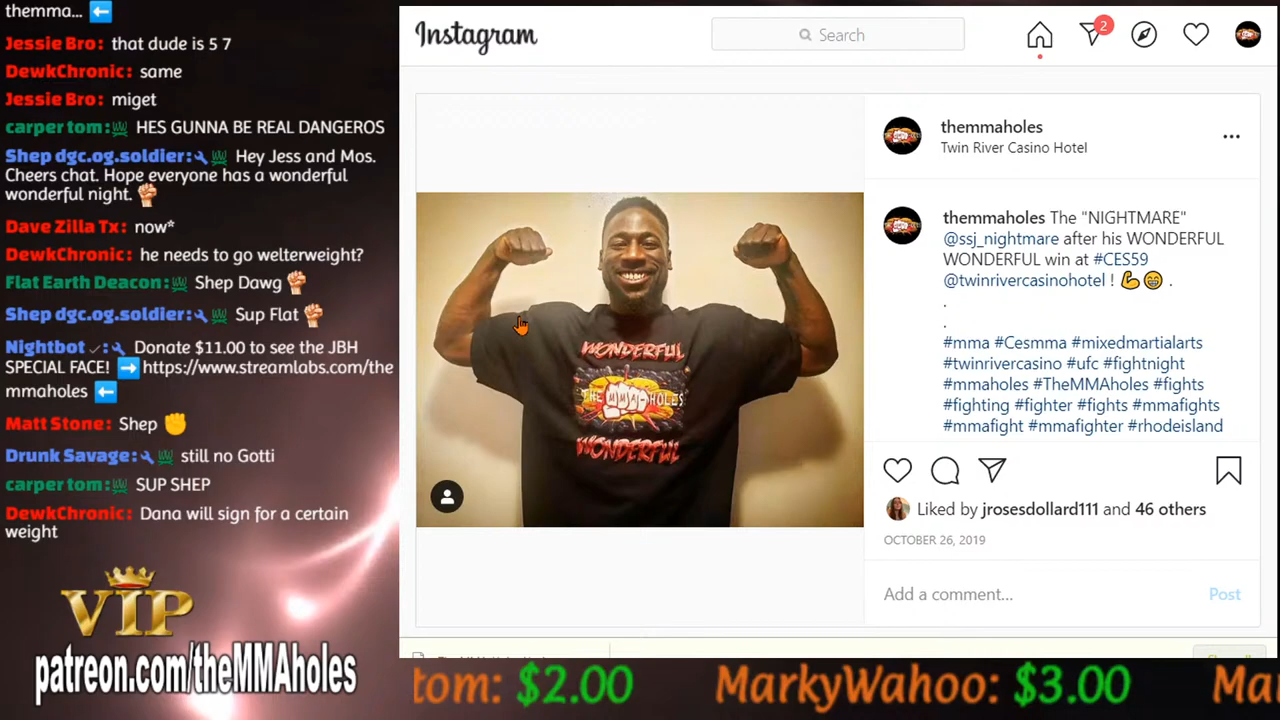 themma... ⬅️
Jessie Bro: that dude is 5 7
DewkChronic: same
Jessie Bro: miget
carper tom: HES GUNNA BE REAL DANGEROS
Shep dgc.og.soldier: Hey Jess and Mos.
Cheers chat. Hope everyone has a wonderful
wonderful night. ✊🏻
Dave Zilla Tx: now*
DewkChronic: he needs to go welterweight?
Flat Earth Deacon: Shep Dawg ✊🏻
Shep dgc.og.soldier: Sup Flat ✊🏻
Nightbot: Donate $11.00 to see the JBH
SPECIAL FACE! ➡️ https://www.streamlabs.com/the
mmaholes ⬅️
Matt Stone: Shep ✊
Drunk Savage: still no Gotti
carper tom: SUP SHEP
DewkChronic: Dana will sign for a certain
weight
VIP
patreon.com/theMMAholes
Instagram
Search
2
WONDERFUL
THE MMA HOLES
WONDERFUL
themmaholes
Twin River Casino Hotel
...
themmaholes The "NIGHTMARE"
@ssj_nightmare after his WONDERFUL
WONDERFUL win at #CES59
@twinrivercasinohotel ! 💪😁 .
.
.
#mma #Cesmma #mixedmartialarts
#twinrivercasino #ufc #fightnight
#mmaholes #TheMMAholes #fights
#fighting #fighter #fights #mmafights
#mmafight #mmafighter #rhodeisland
Liked by jrosesdollard111 and 46 others
OCTOBER 26, 2019
Add a comment...
Post
tom: $2.00 MarkyWahoo: $3.00 Ma